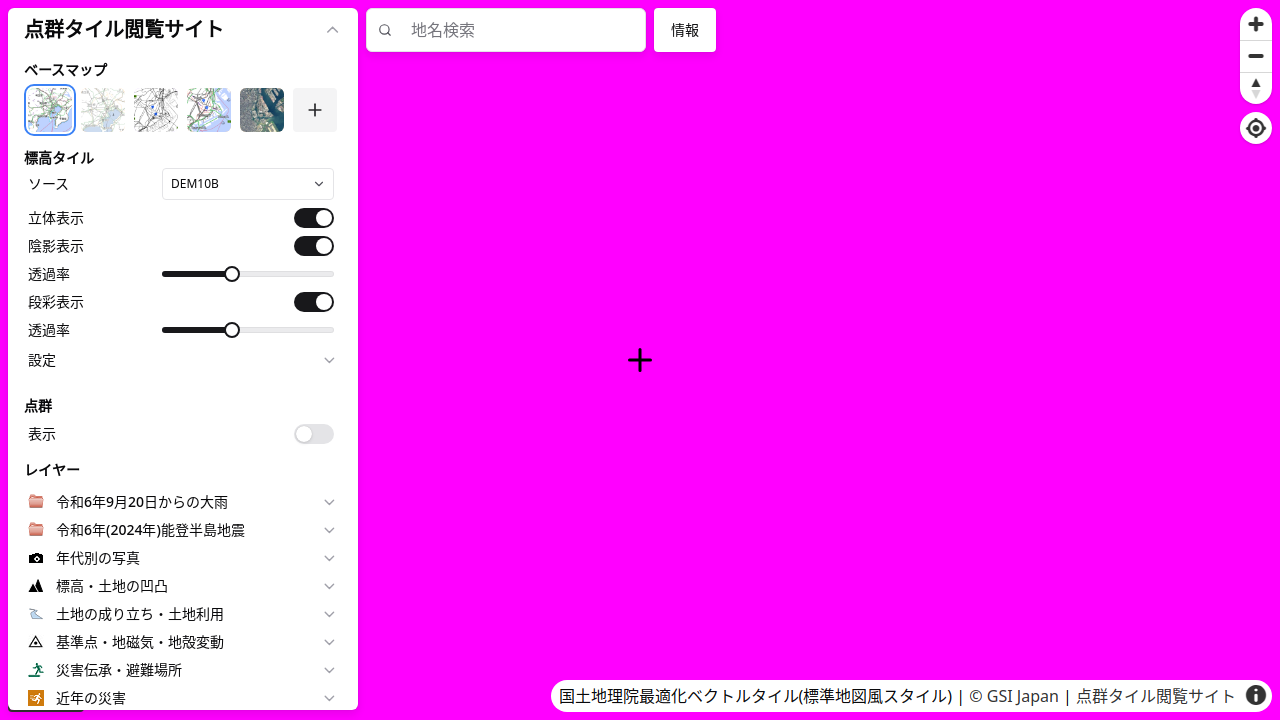 点群タイル閲覧サイト
地名検索
情報
ベースマップ
標高タイル
ソース
DEM10B
立体表示
陰影表示
透過率
段彩表示
透過率
設定
点群
表示
レイヤー
令和6年9月20日からの大雨
令和6年(2024年)能登半島地震
年代別の写真
標高・土地の凹凸
土地の成り立ち・土地利用
基準点・地磁気・地殻変動
災害伝承・避難場所
近年の災害
国土地理院最適化ベクトルタイル(標準地図風スタイル) | © GSI Japan | 点群タイル閲覧サイト